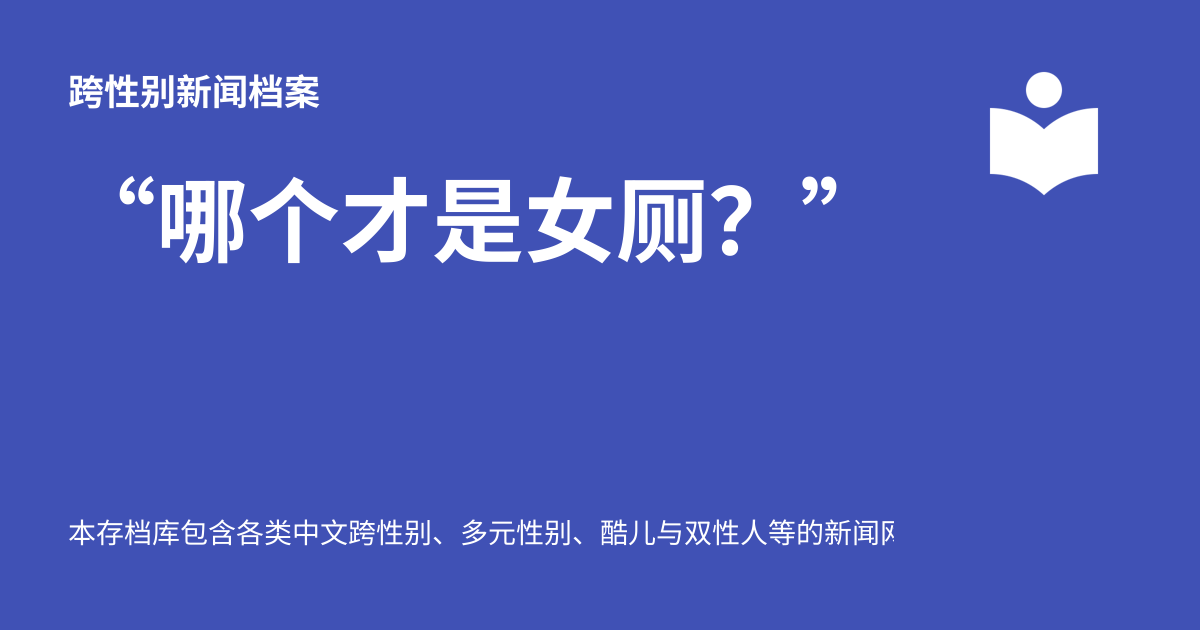 跨性别新闻档案
“哪个才是女厕？”
本存档库包含各类中文跨性别、多元性别、酷儿与双性人等的新闻